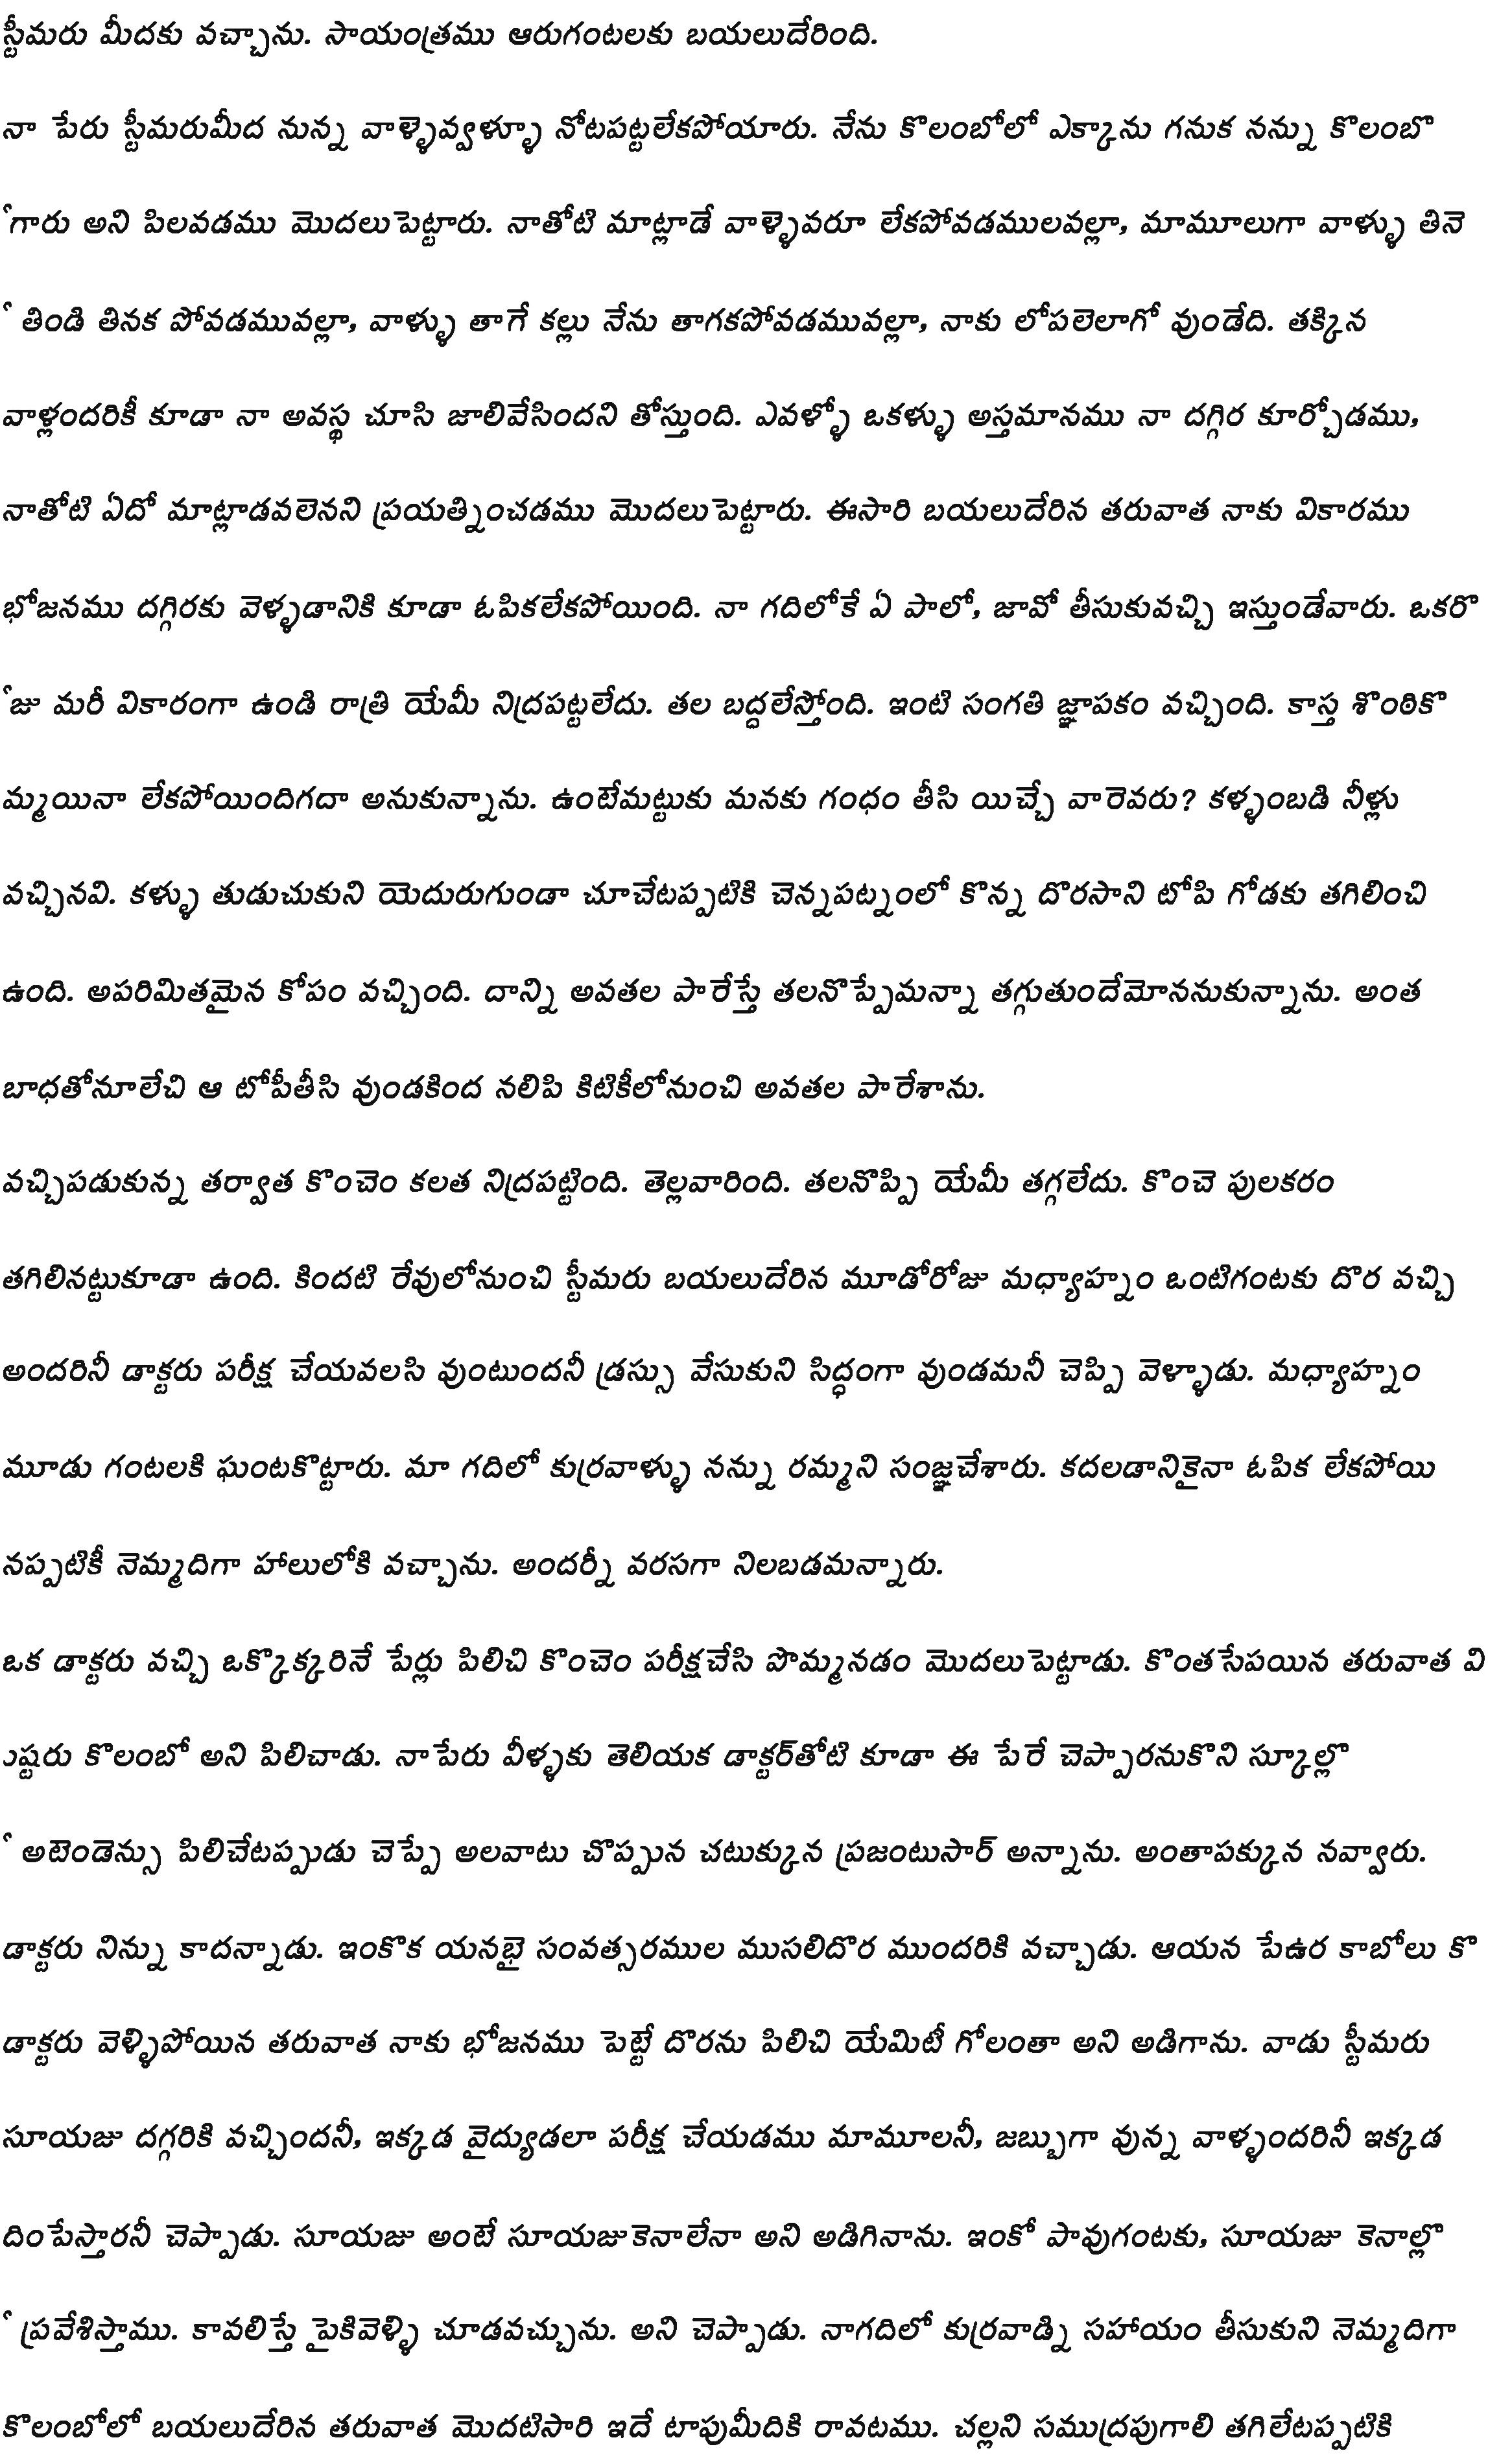 స్టీమరు మీదకు వచ్చాను. సాయంత్రము ఆరుగంటలకు బయలుదేరింది.
నా పేరు స్టీమరుమీద నున్న వాళ్ళెవ్వళ్ళూ నోటపట్టలేకపోయారు. నేను కొలంబోలో ఎక్కాను గనుక నన్ను కొలంబొ
ేగారు అని పిలవడము మొదలుపెట్టారు. నాతోటి మాట్లాడే వాళ్ళెవరూ లేకపోవడములవల్లా, మామూలుగా వాళ్ళు తినె
ే తిండి తినక పోవడమువల్లా, వాళ్ళు తాగే కల్లు నేను తాగకపోవడమువల్లా, నాకు లోపలెలాగో వుండేది. తక్కిన
వాళ్లందరికీ కూడా నా అవస్థ చూసి జాలివేసిందని తోస్తుంది. ఎవళ్ళో ఒకళ్ళు అస్తమానము నా దగ్గిర కూర్చోడము,
నాతోటి ఏదో మాట్లాడవలెనని ప్రయత్నించడము మొదలుపెట్టారు. ఈసారి బయలుదేరిన తరువాత నాకు వికారము
భోజనము దగ్గిరకు వెళ్ళడానికి కూడా ఓపికలేకపోయింది. నా గదిలోకే ఏ పాలో, జావో తీసుకువచ్చి ఇస్తుండేవారు. ఒకరొ
ేజు మరీ వికారంగా ఉండి రాత్రి యేమీ నిద్రపట్టలేదు. తల బద్దలేస్తోంది. ఇంటి సంగతి జ్ఞాపకం వచ్చింది. కాస్త శొంఠికొ
మ్మయినా లేకపోయిందిగదా అనుకున్నాను. ఉంటేమట్టుకు మనకు గంధం తీసి యిచ్చే వారెవరు? కళ్ళంబడి నీళ్లు
వచ్చినవి. కళ్ళు తుడుచుకుని యెదురుగుండా చూచేటప్పటికి చెన్నపట్నంలో కొన్న దొరసాని టోపి గోడకు తగిలించి
ఉంది. అపరిమితమైన కోపం వచ్చింది. దాన్ని అవతల పారేస్తే తలనొప్పేమన్నా తగ్గుతుందేమోననుకున్నాను. అంత
బాధతోనూలేచి ఆ టోపీతీసి వుండకింద నలిపి కిటికీలోనుంచి అవతల పారేశాను.
వచ్చిపడుకున్న తర్వాత కొంచెం కలత నిద్రపట్టింది. తెల్లవారింది. తలనొప్పి యేమీ తగ్గలేదు. కొంచె పులకరం
తగిలినట్టుకూడా ఉంది. కిందటి రేవులోనుంచి స్టీమరు బయలుదేరిన మూడోరోజు మధ్యాహ్నం ఒంటిగంటకు దొర వచ్చి
అందరినీ డాక్టరు పరీక్ష చేయవలసి వుంటుందనీ డ్రస్సు వేసుకుని సిద్ధంగా వుండమనీ చెప్పి వెళ్ళాడు. మధ్యాహ్నం
మూడు గంటలకి ఘంటకొట్టారు. మా గదిలో కుర్రవాళ్ళు నన్ను రమ్మని సంజ్ఞచేశారు. కదలడానికైనా ఓపిక లేకపోయి
నప్పటికీ నెమ్మదిగా హాలులోకి వచ్చాను. అందర్నీ వరసగా నిలబడమన్నారు.
ఒక డాక్టరు వచ్చి ఒక్కొక్కరినే పేర్లు పిలిచి కొంచెం పరీక్షచేసి పొమ్మనడం మొదలుపెట్టాడు. కొంతసేపయిన తరువాత వి
ుష్టరు కొలంబో అని పిలిచాడు. నాపేరు వీళ్ళకు తెలియక డాక్టర్‌తోటి కూడా ఈ పేరే చెప్పారనుకొని స్కూల్లొ
ే అటెండెన్సు పిలిచేటప్పుడు చెప్పే అలవాటు చొప్పున చటుక్కున ప్రజంటుసార్ అన్నాను. అంతాపక్కున నవ్వారు.
డాక్టరు నిన్ను కాదన్నాడు. ఇంకొక యనభై సంవత్సరముల ముసలిదొర ముందరికి వచ్చాడు. ఆయన పేఉర కాబోలు కొ
డాక్టరు వెళ్ళిపోయిన తరువాత నాకు భోజనము పెట్టే దొరను పిలిచి యేమిటీ గోలంతా అని అడిగాను. వాడు స్టీమరు
సూయజు దగ్గరికి వచ్చిందనీ, ఇక్కడ వైద్యుడలా పరీక్ష చేయడము మామూలనీ, జబ్బుగా వున్న వాళ్ళందరినీ ఇక్కడ
దింపేస్తారనీ చెప్పాడు. సూయజు అంటే సూయజుకెనాలేనా అని అడిగినాను. ఇంకో పావుగంటకు, సూయజు కెనాల్లొ
ే ప్రవేశిస్తాము. కావలిస్తే పైకివెళ్ళి చూడవచ్చును. అని చెప్పాడు. నాగదిలో కుర్రవాడ్ని సహాయం తీసుకుని నెమ్మదిగా
కొలంబోలో బయలుదేరిన తరువాత మొదటిసారి ఇదే టాపుమీదికి రావటము. చల్లని సముద్రపుగాలి తగిలేటప్పటికి